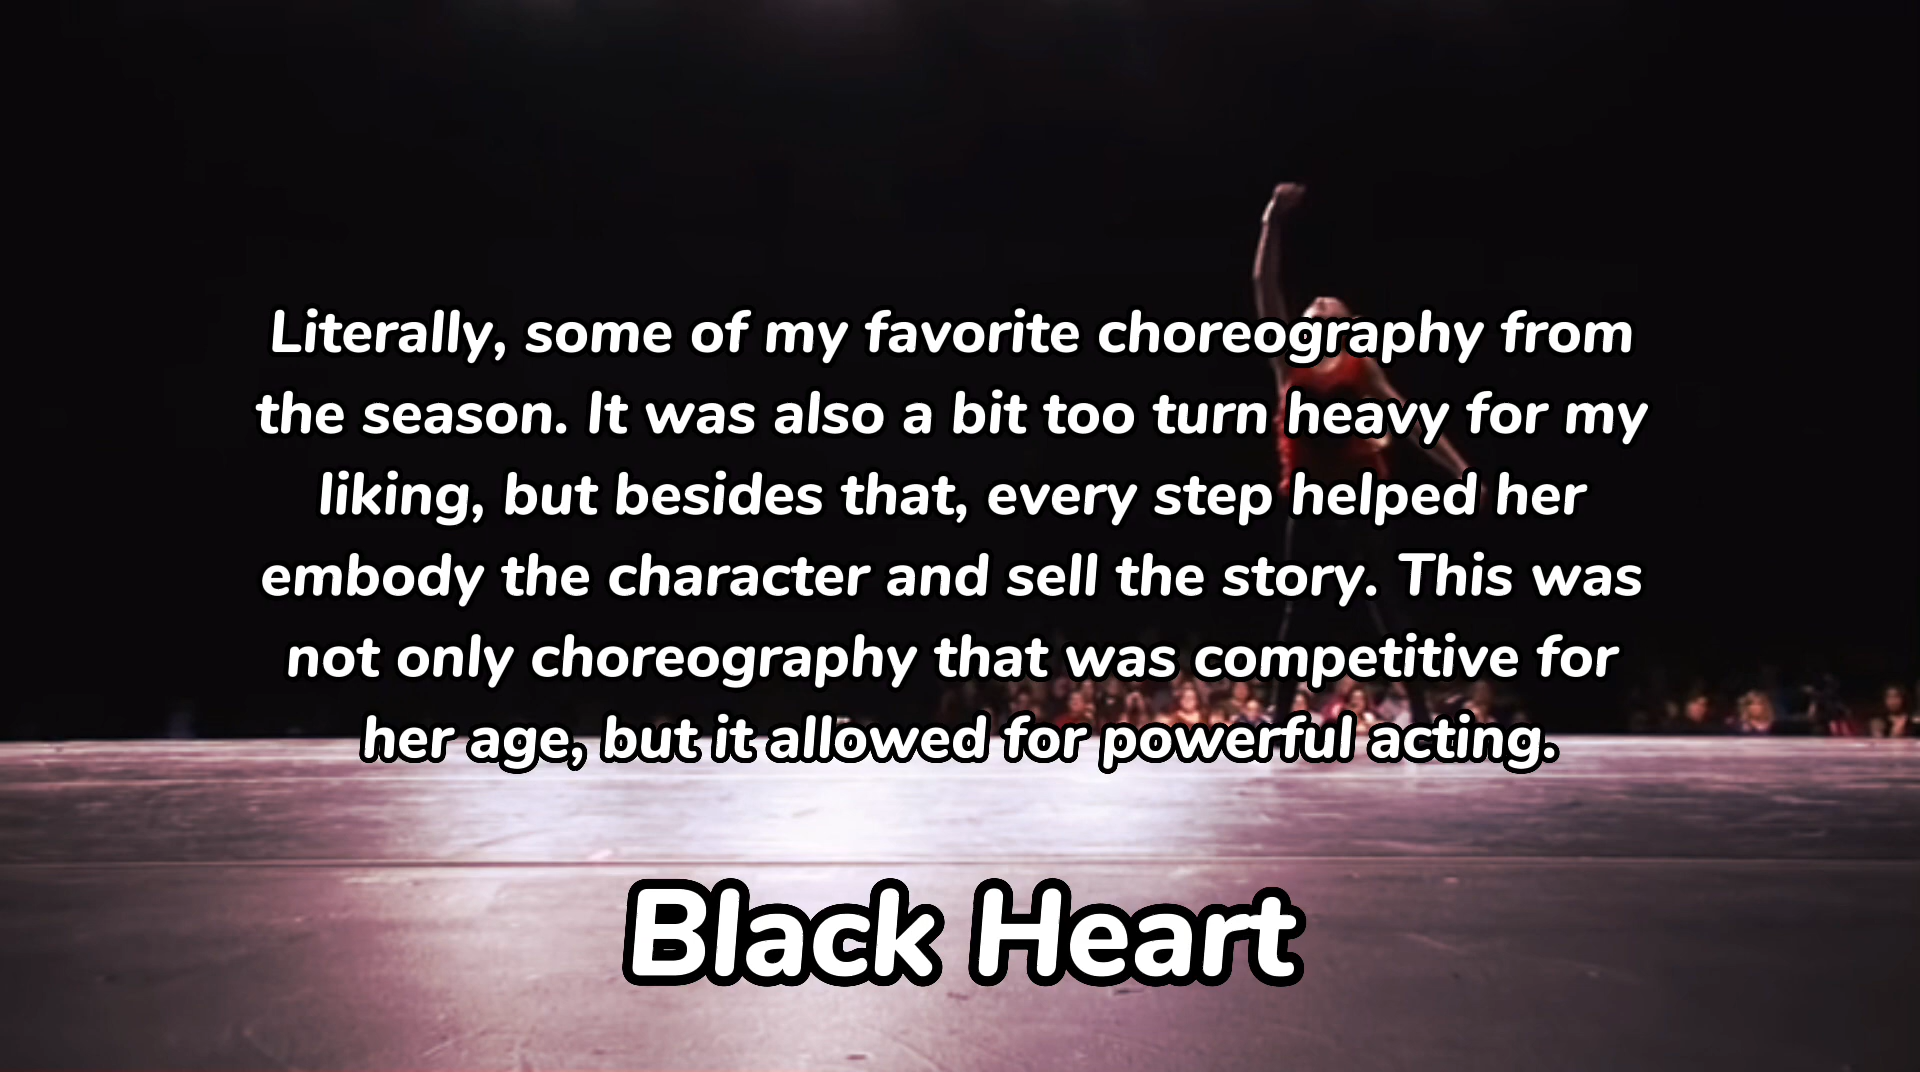 Literally, some of my favorite choreography from
the season. It was also a bit too turn heavy for my
liking, but besides that, every step helped her
embody the character and sell the story. This was
not only choreography that was competitive for
her age, but it allowed for powerful acting.
Black Heart